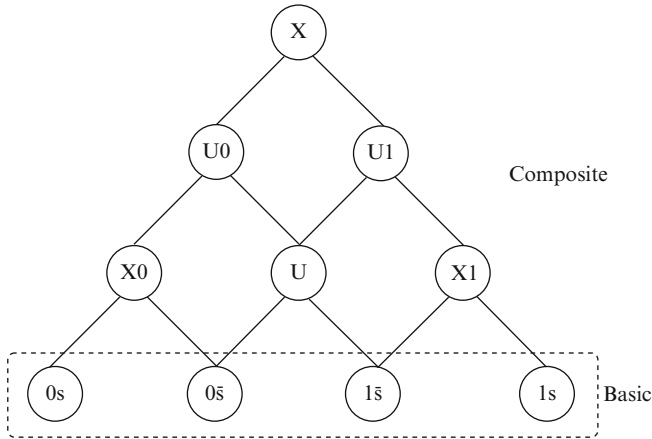 X
U0 U1
Composite
X0 U X1
0s 0s̄ 1s̄ 1s Basic